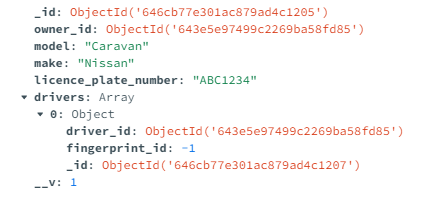 _id: ObjectId('646cb77e301ac879ad4c1205')
owner_id: ObjectId('643e5e97499c2269ba58fd85')
model: "Caravan"
make: "Nissan"
licence_plate_number: "ABC1234"
drivers: Array
0: Object
driver_id: ObjectId('643e5e97499c2269ba58fd85')
fingerprint_id: -1
_id: ObjectId('646cb77e301ac879ad4c1207')
__v: 1